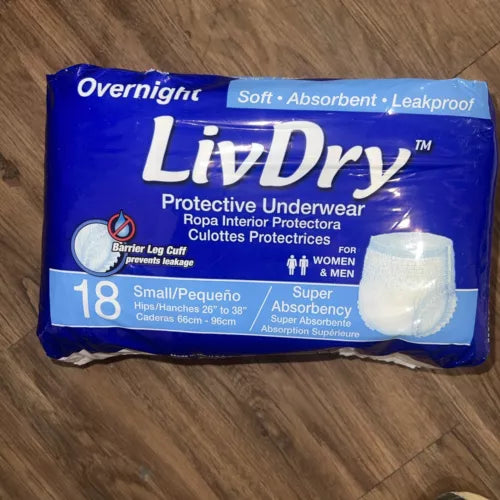 Overnight
Soft • Absorbent • Leakproof
LivDry™
Protective Underwear
Ropa Interior Protectora
Culottes Protectrices
Barrier Leg Cuff
prevents leakage
FOR
WOMEN
& MEN
18
Small/Pequeño
Hips/Hanches 26" to 38"
Caderas 66cm - 96cm
Super
Absorbency
Super Absorbente
Absorption Supérieure